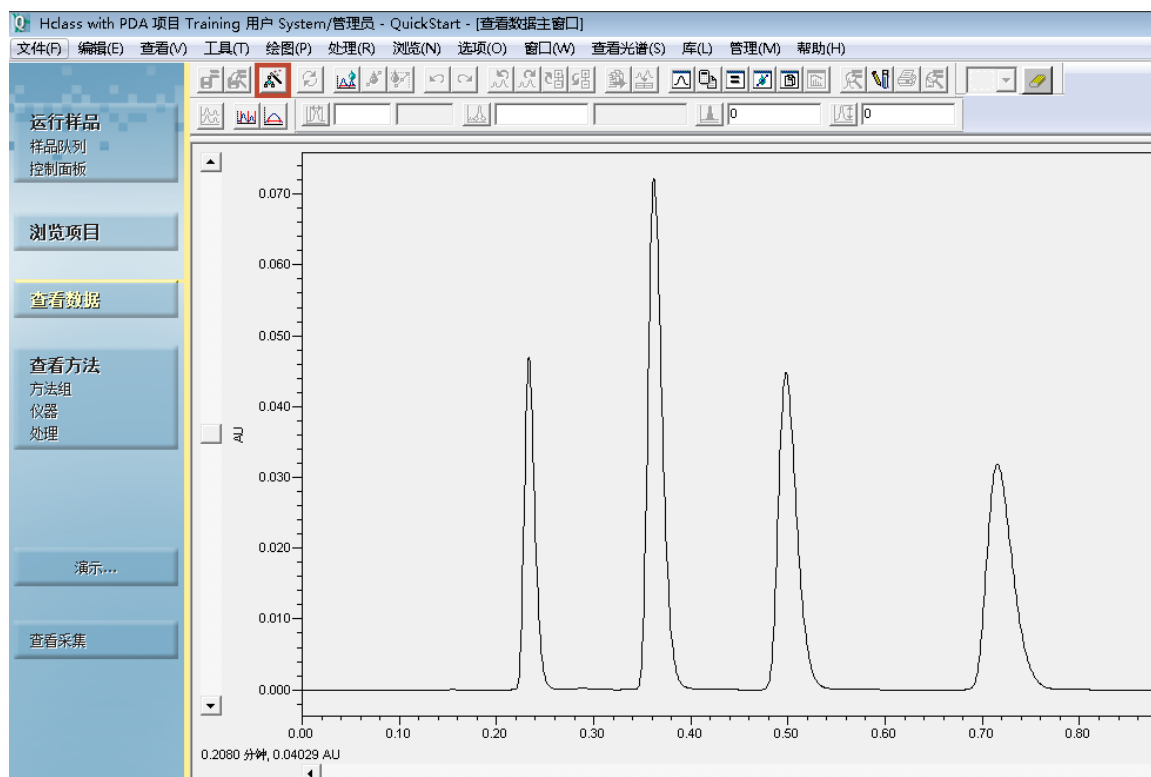 Hclass with PDA 项目 Training 用户 System/管理员 - QuickStart - [查看数据主窗口]
文件(F) 编辑(E) 查看(V) 工具(T) 绘图(P) 处理(R) 浏览(N) 选项(O) 窗口(W) 查看光谱(S) 库(L) 管理(M) 帮助(H)
0 0
运行样品
样品队列
控制面板
浏览项目
查看数据
查看方法
方法组
仪器
处理
演示...
查看采集
0.070
0.060
0.050
0.040
AU
0.030
0.020
0.010
0.000
0.00 0.10 0.20 0.30 0.40 0.50 0.60 0.70 0.80
0.2080 分钟, 0.04029 AU